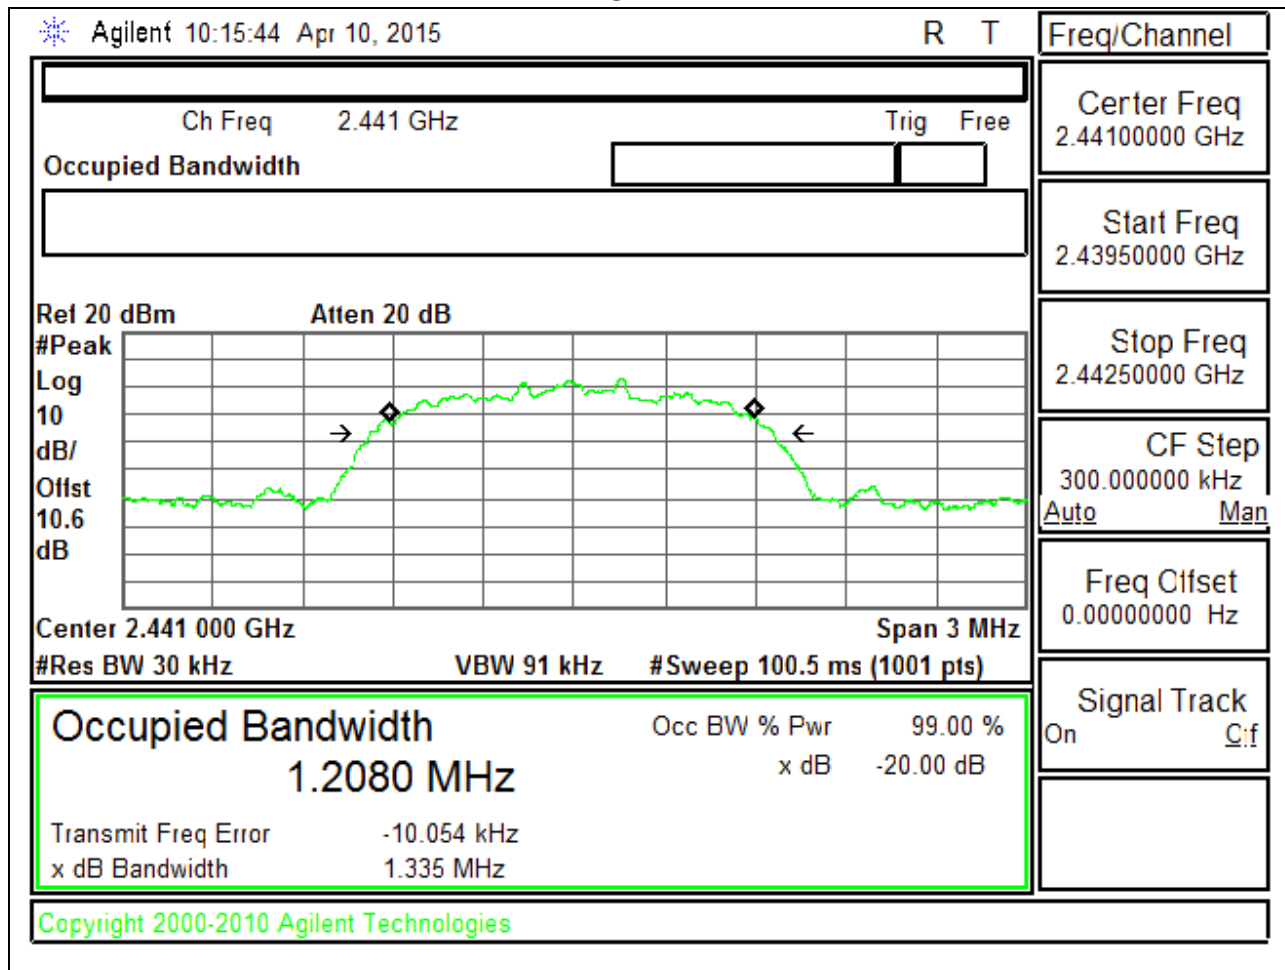 Agilent 10:15:44 Apr 10, 2015 R T
Freq/Channel
Ch Freq 2.441 GHz Trig Free
Occupied Bandwidth
Center Freq
2.44100000 GHz
Start Freq
2.43950000 GHz
Stop Freq
2.44250000 GHz
CF Step
300.000000 kHz
Auto Man
Freq Offset
0.00000000 Hz
Signal Track
On Off
Ref 20 dBm Atten 20 dB
#Peak
Log
10
dB/
Offst
10.6
dB
Center 2.441 000 GHz Span 3 MHz
#Res BW 30 kHz VBW 91 kHz #Sweep 100.5 ms (1001 pts)
Occupied Bandwidth Occ BW % Pwr 99.00 %
1.2080 MHz x dB -20.00 dB
Transmit Freq Error -10.054 kHz
x dB Bandwidth 1.335 MHz
Copyright 2000-2010 Agilent Technologies